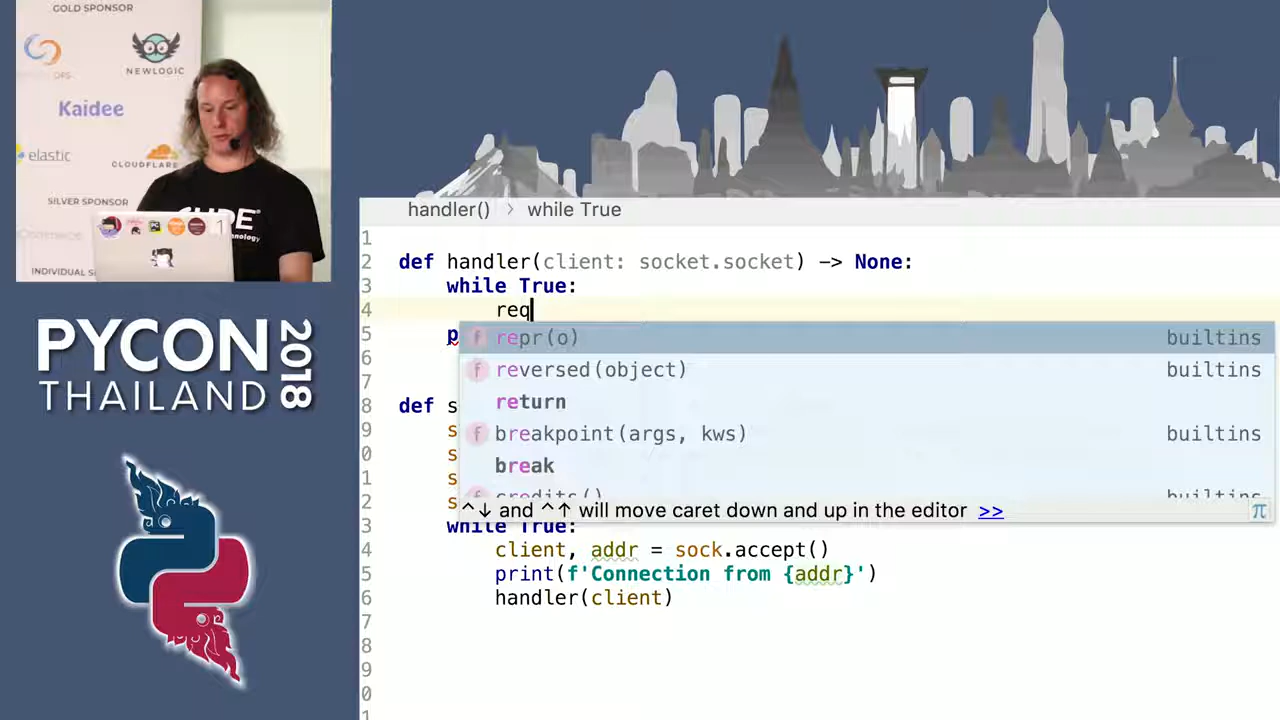 GOLD SPONSOR
NEWLOGIC
Kaidee
elastic
CLOUDFLARE
SILVER SPONSOR
INDIVIDUAL S
PYCON
THAILAND
2018
handler() > while True
1
2 def handler(client: socket.socket) -> None:
3 while True:
4 req
5 p
6
7
8 def s
9 s
0 s
1 s
2 s
3 while True:
4 client, addr = sock.accept()
5 print(f'Connection from {addr}')
6 handler(client)
7
8
9
0
1
repr(o) builtins
reversed(object) builtins
return
breakpoint(args, kws) builtins
break
credits() builtins
^↓ and ^↑ will move caret down and up in the editor >>
π